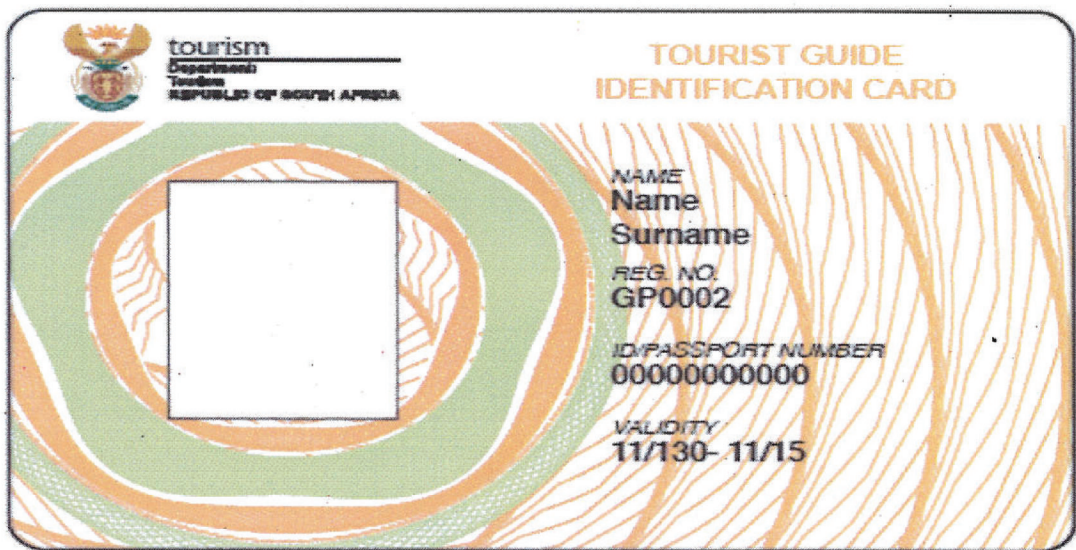 tourism
Department:
Tourism
REPUBLIC OF SOUTH AFRICA
TOURIST GUIDE
IDENTIFICATION CARD
NAME
Name
Surname
REG. NO.
GP0002
ID/PASSPORT NUMBER
00000000000
VALIDITY
11/130- 11/15